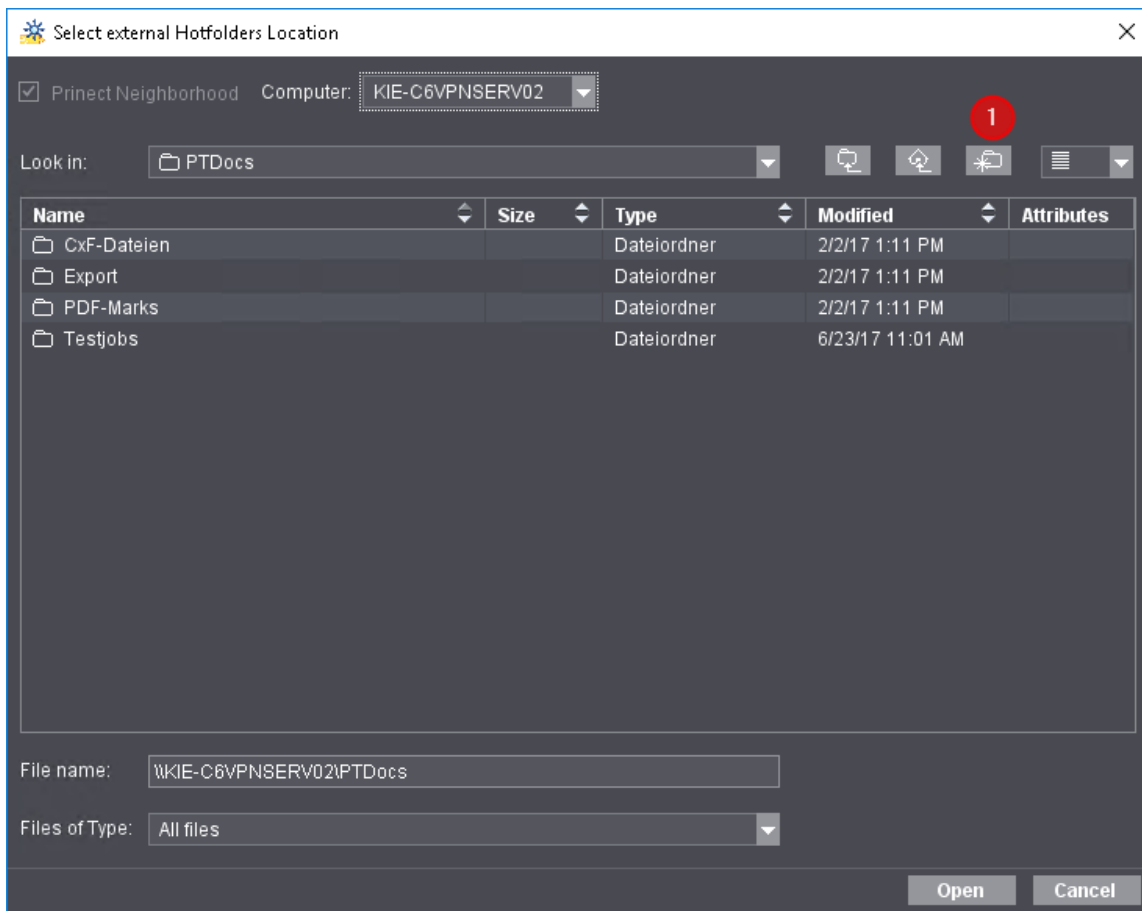 Select external Hotfolders Location
Prinect Neighborhood Computer: KIE-C6VPNSERV02
1
Look in: PTDocs
Name Size Type Modified Attributes
CxF-Dateien Dateiordner 2/2/17 1:11 PM
Export Dateiordner 2/2/17 1:11 PM
PDF-Marks Dateiordner 2/2/17 1:11 PM
Testjobs Dateiordner 6/23/17 11:01 AM
File name: \\KIE-C6VPNSERV02\PTDocs
Files of Type: All files
Open Cancel